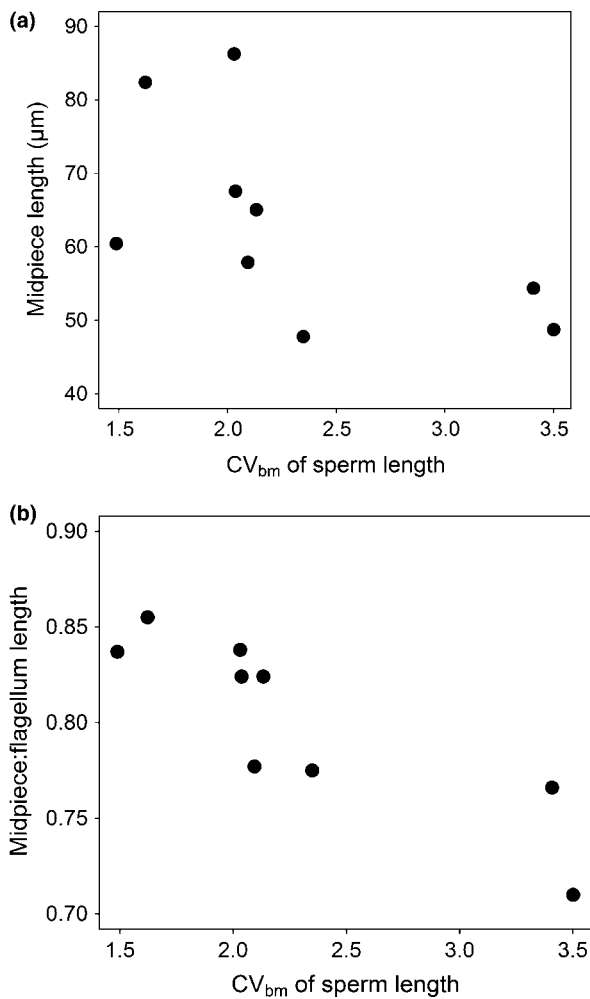 (a)
90
80
70
60
50
40
Midpiece length (µm)
1.5 2.0 2.5 3.0 3.5
CVbm of sperm length
(b)
0.90
0.85
0.80
0.75
0.70
Midpiece:flagellum length
1.5 2.0 2.5 3.0 3.5
CVbm of sperm length